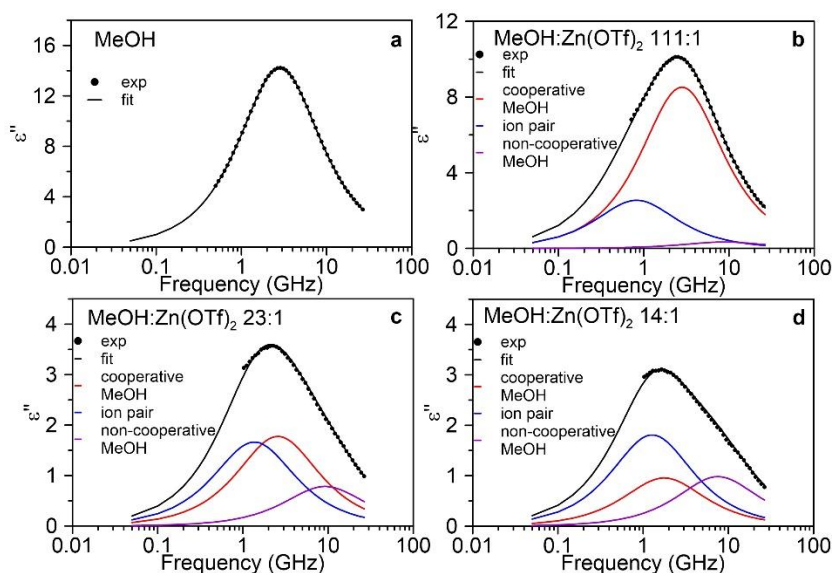 MeOH
a
exp
fit
16
12
8
4
0
ε"
0.01 0.1 1 10 100
Frequency (GHz)
MeOH:Zn(OTf)2 111:1
b
exp
fit
cooperative
MeOH
ion pair
non-cooperative
MeOH
12
10
8
6
4
2
0
ε"
0.01 0.1 1 10 100
Frequency (GHz)
MeOH:Zn(OTf)2 23:1
c
exp
fit
cooperative
MeOH
ion pair
non-cooperative
MeOH
4
3
2
1
0
ε"
0.01 0.1 1 10 100
Frequency (GHz)
MeOH:Zn(OTf)2 14:1
d
exp
fit
cooperative
MeOH
ion pair
non-cooperative
MeOH
4
3
2
1
0
ε"
0.01 0.1 1 10 100
Frequency (GHz)